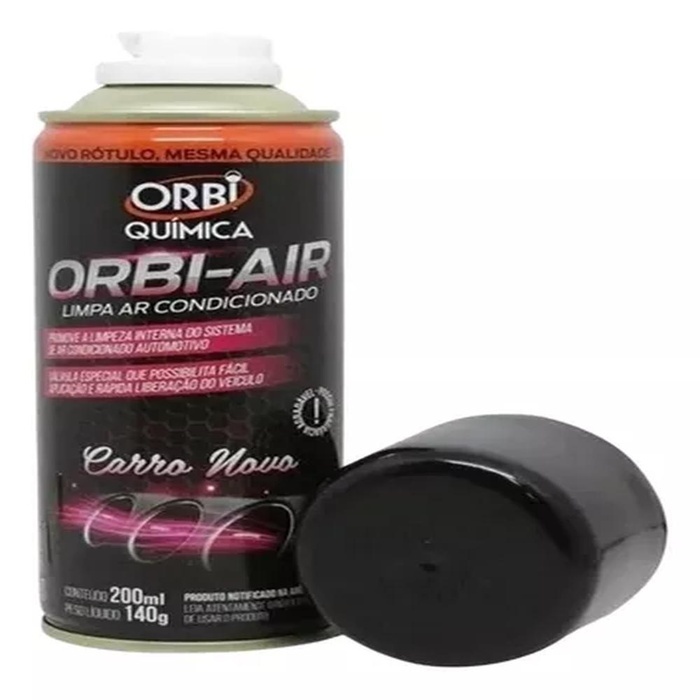 NOVO RÓTULO, MESMA QUALIDADE
ORBI
QUÍMICA
ORBI-AIR
LIMPA AR CONDICIONADO
PROMOVE A LIMPEZA INTERNA DO SISTEMA
DE AR CONDICIONADO AUTOMOTIVO
VÁLVULA ESPECIAL QUE POSSIBILITA FÁCIL
APLICAÇÃO E RÁPIDA LIBERAÇÃO DO VEÍCULO
Carro Novo
CONTEÚDO 200ml
PESO LÍQUIDO 140g
PRODUTO NOTIFICADO NA
LEIA ATENTAMENTE
DE USAR O PRODUTO